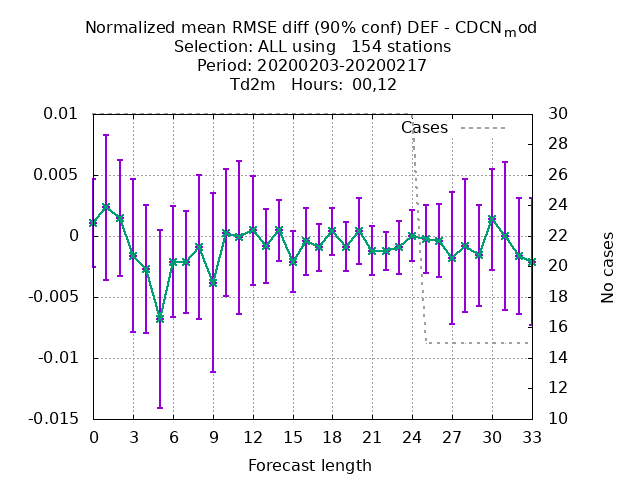 Normalized mean RMSE diff (90% conf) DEF - CDCN_mod
Selection: ALL using   154 stations
Period: 20200203-20200217
Td2m   Hours: 00,12
Cases
0.01
0.005
0
-0.005
-0.01
-0.015
30
28
26
24
22
20
18
16
14
12
10
No cases
0 3 6 9 12 15 18 21 24 27 30 33
Forecast length